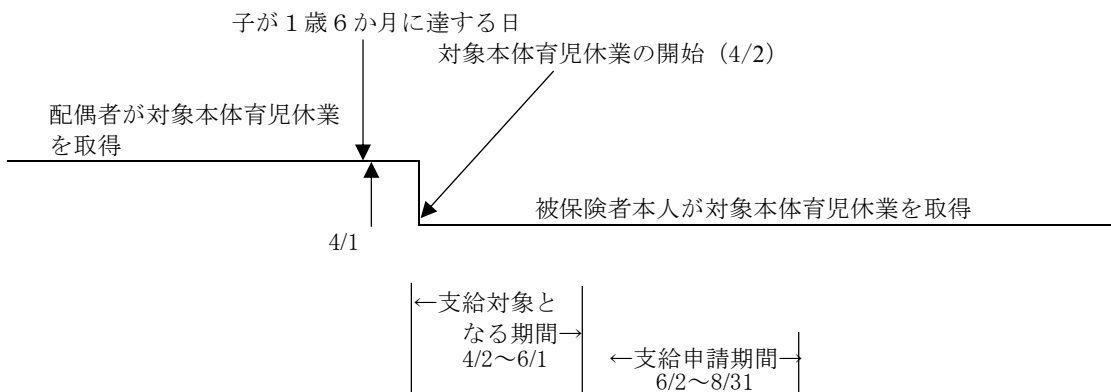 子が１歳６か月に達する日
対象本体育児休業の開始（4/2）
配偶者が対象本体育児休業
を取得
被保険者本人が対象本体育児休業を取得
4/1
←支給対象と
なる期間→
4/2～6/1
←支給申請期間→
6/2～8/31